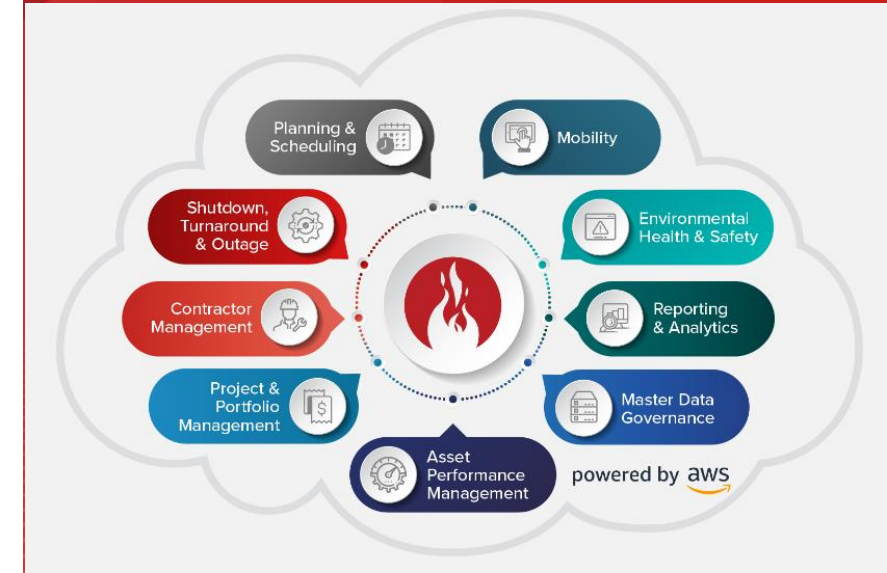 Planning &
Scheduling
Mobility
Shutdown,
Turnaround
& Outage
Environmental
Health & Safety
Contractor
Management
Reporting
& Analytics
Project &
Portfolio
Management
Master Data
Governance
Asset
Performance
Management
powered by aws